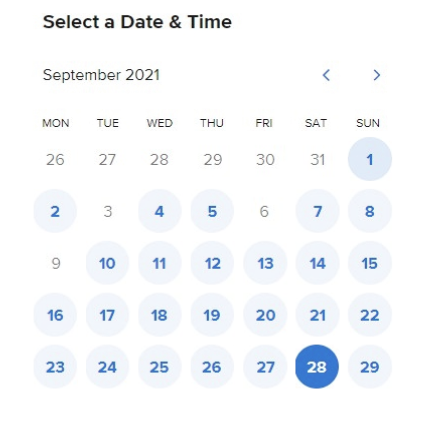 Select a Date & Time
September 2021
MON TUE WED THU FRI SAT SUN
26 27 28 29 30 31 1
2 3 4 5 6 7 8
9 10 11 12 13 14 15
16 17 18 19 20 21 22
23 24 25 26 27 28 29